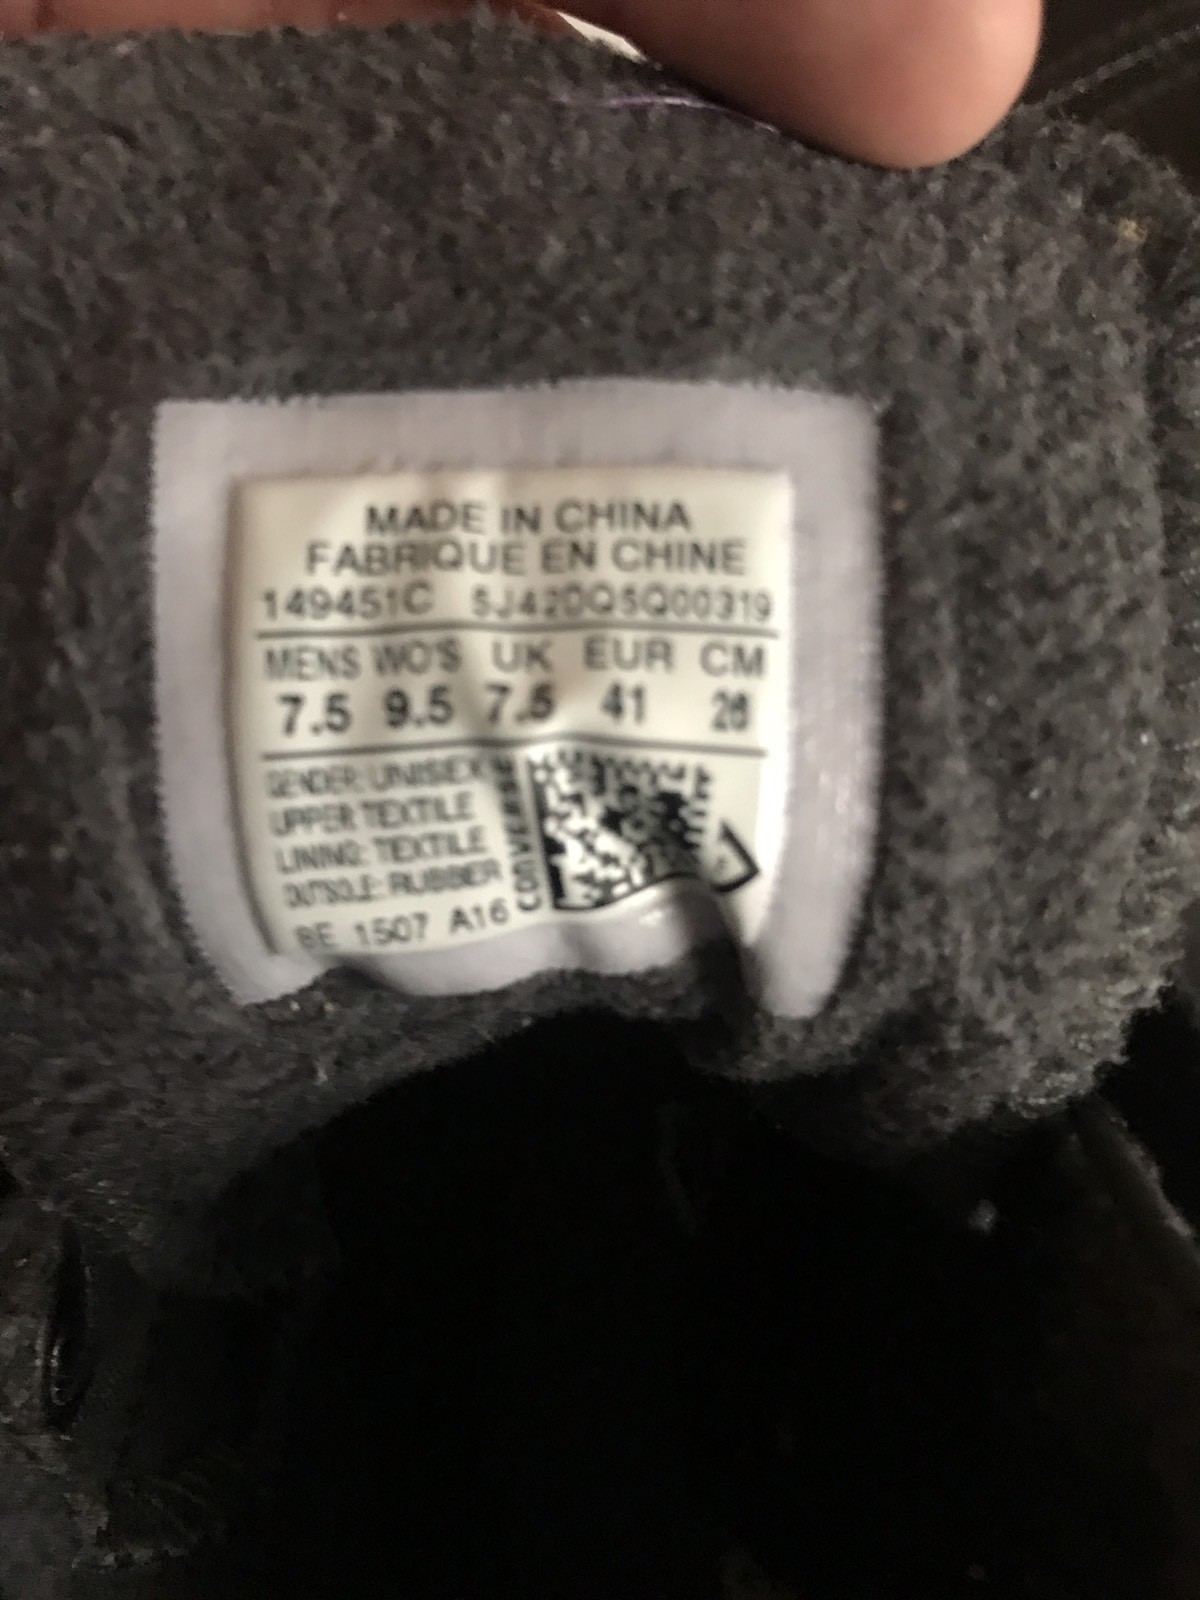 MADE IN CHINA
FABRIQUE EN CHINE
149451C 5J42DQ5Q00319
MENS WO'S UK EUR CM
7.5 9.5 7.5 41 26
GENDER: UNISEX
UPPER TEXTILE
LINING: TEXTILE
OUTSOLE: RUBBER
BE 1507 A16
CONVERSE